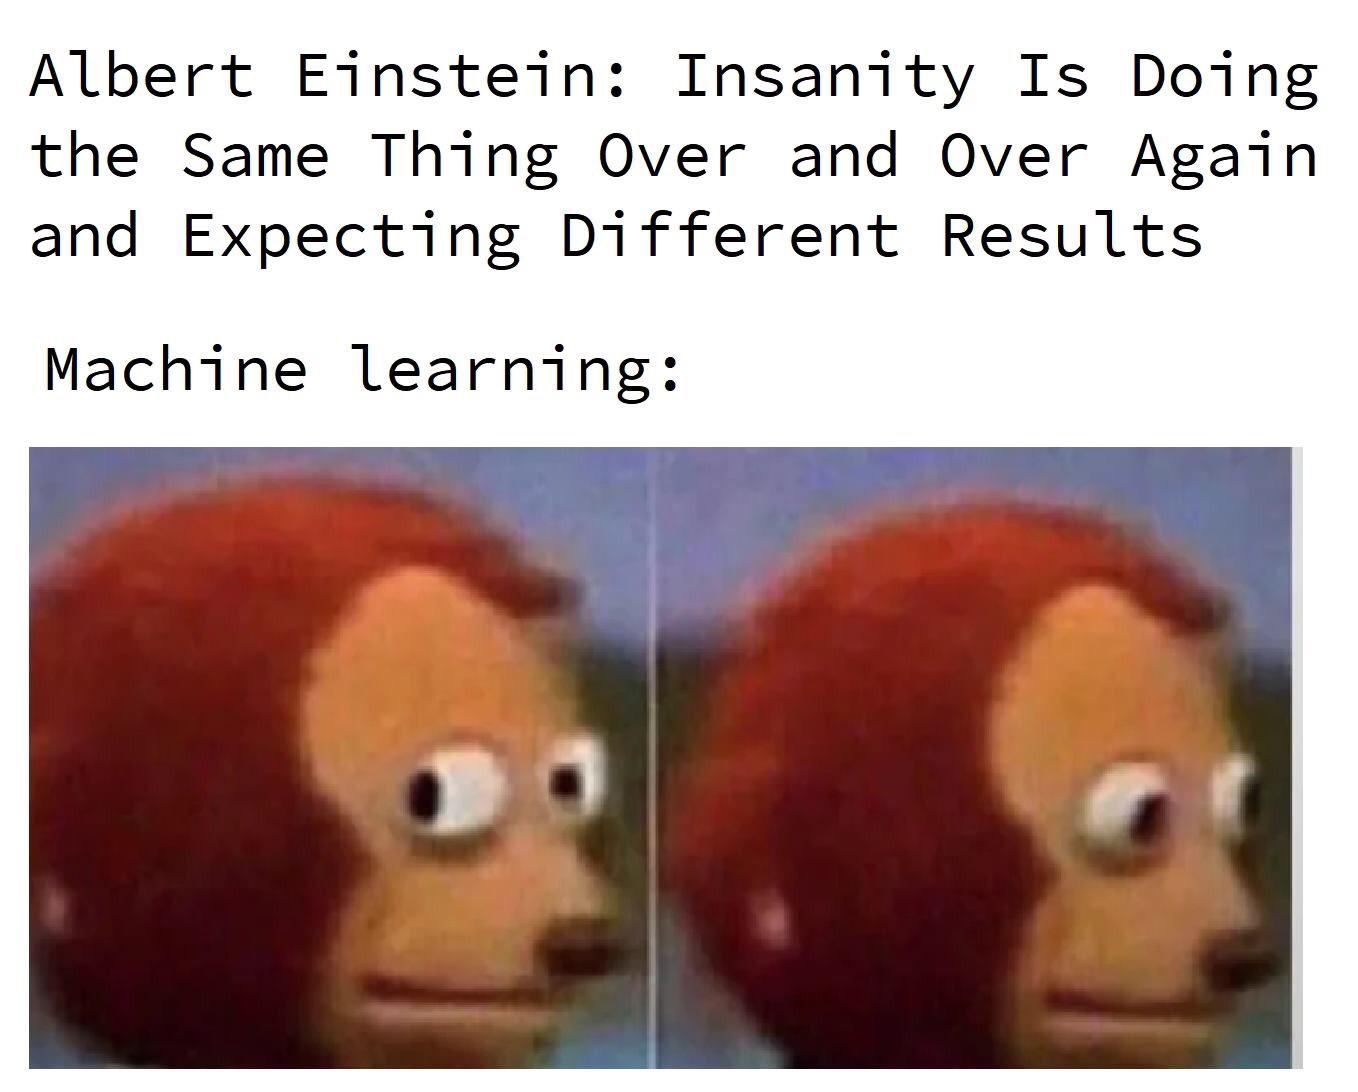 Albert Einstein: Insanity Is Doing
the Same Thing Over and Over Again
and Expecting Different Results
Machine learning: